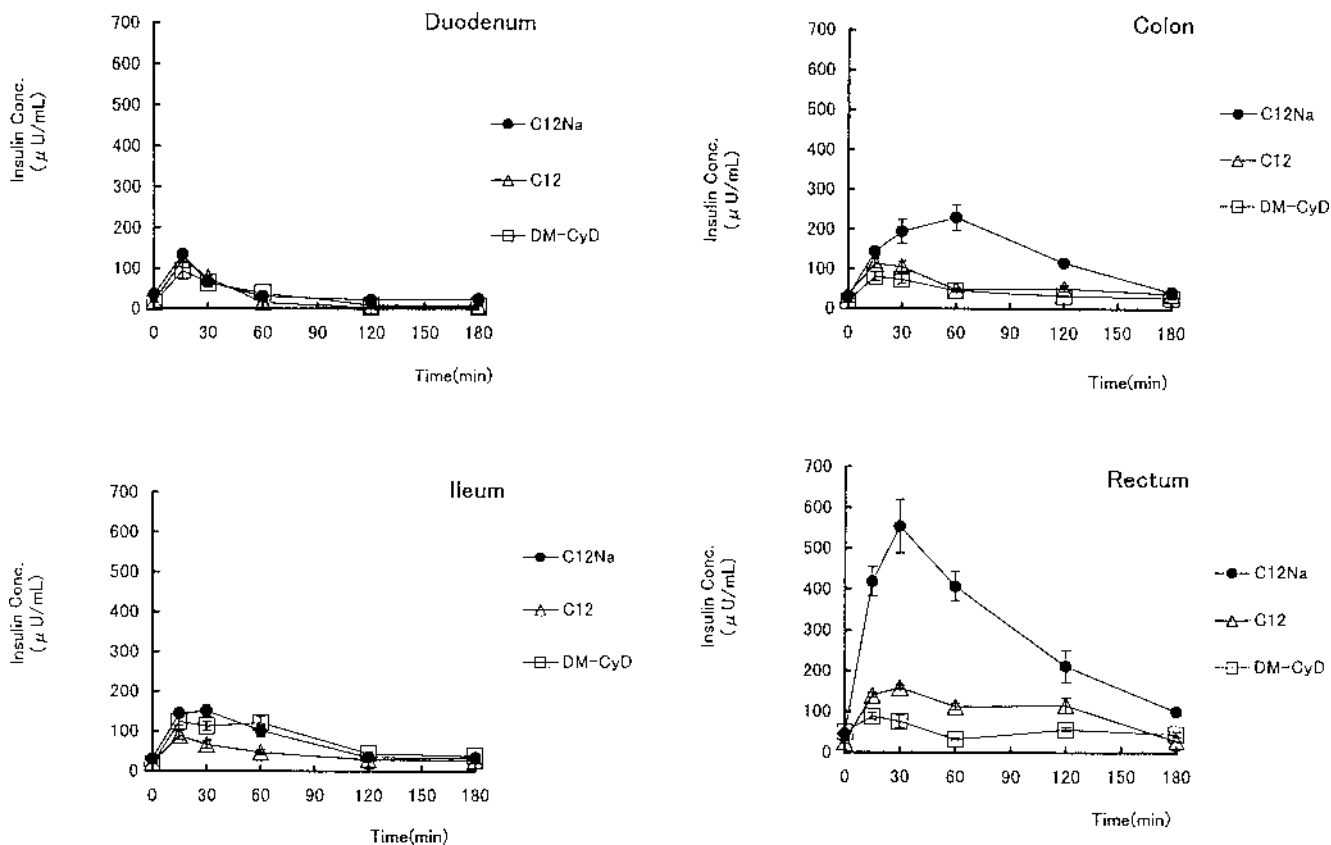 Duodenum
700
600
500
400
300
200
100
0
Insulin Conc.
(μU/mL)
C12Na
C12
DM-CyD
0 30 60 90 120 150 180
Time(min)
Colon
700
600
500
400
300
200
100
0
Insulin Conc.
(μU/mL)
C12Na
C12
DM-CyD
0 30 60 90 120 150 180
Time(min)
Ileum
700
600
500
400
300
200
100
0
Insulin Conc.
(μU/mL)
C12Na
C12
DM-CyD
0 30 60 90 120 150 180
Time(min)
Rectum
700
600
500
400
300
200
100
0
Insulin Conc.
(μU/mL)
C12Na
C12
DM-CyD
0 30 60 90 120 150 180
Time(min)